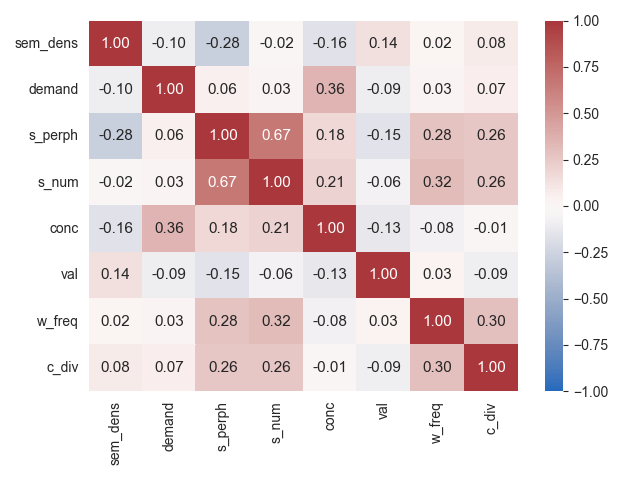 sem_dens 1.00 -0.10 -0.28 -0.02 -0.16 0.14 0.02 0.08
demand -0.10 1.00 0.06 0.03 0.36 -0.09 0.03 0.07
s_perph -0.28 0.06 1.00 0.67 0.18 -0.15 0.28 0.26
s_num -0.02 0.03 0.67 1.00 0.21 -0.06 0.32 0.26
conc -0.16 0.36 0.18 0.21 1.00 -0.13 -0.08 -0.01
val 0.14 -0.09 -0.15 -0.06 -0.13 1.00 0.03 -0.09
w_freq 0.02 0.03 0.28 0.32 -0.08 0.03 1.00 0.30
c_div 0.08 0.07 0.26 0.26 -0.01 -0.09 0.30 1.00
sem_dens demand s_perph s_num conc val w_freq c_div
1.00
0.75
0.50
0.25
0.00
−0.25
−0.50
−0.75
−1.00